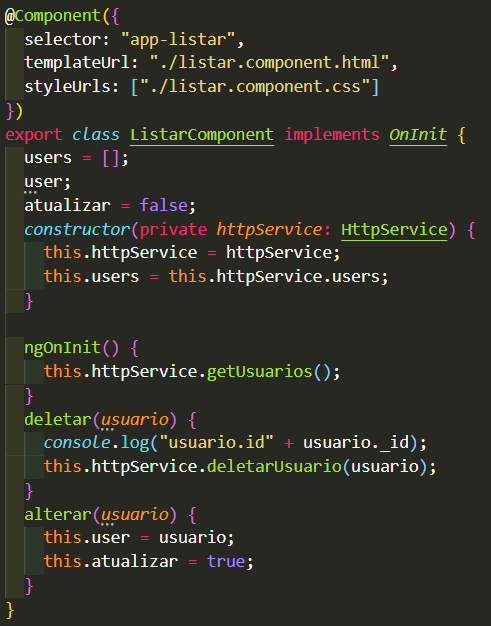 @Component({
  selector: "app-listar",
  templateUrl: "./listar.component.html",
  styleUrls: ["./listar.component.css"]
})
export class ListarComponent implements OnInit {
  users = [];
  user;
  atualizar = false;
  constructor(private httpService: HttpService) {
    this.httpService = httpService;
    this.users = this.httpService.users;
  }

  ngOnInit() {
    this.httpService.getUsuarios();
  }
  deletar(usuario) {
    console.log("usuario.id" + usuario._id);
    this.httpService.deletarUsuario(usuario);
  }
  alterar(usuario) {
    this.user = usuario;
    this.atualizar = true;
  }
}